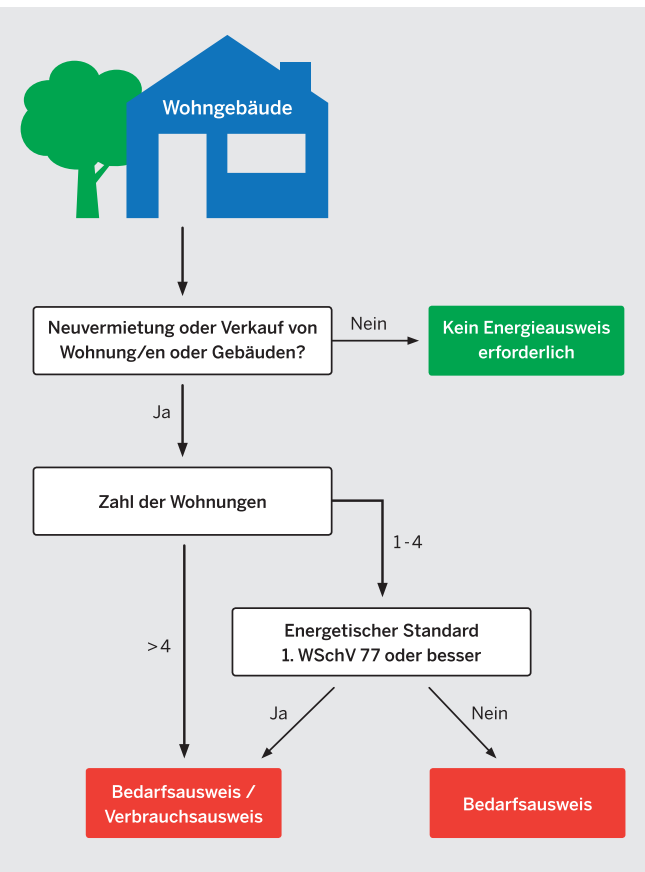 Wohngebäude
Neuvermietung oder Verkauf von
Wohnung/en oder Gebäuden?
Nein
Kein Energieausweis
erforderlich
Ja
Zahl der Wohnungen
1-4
>4
Energetischer Standard
1. WSchV 77 oder besser
Ja
Nein
Bedarfsausweis /
Verbrauchsausweis
Bedarfsausweis